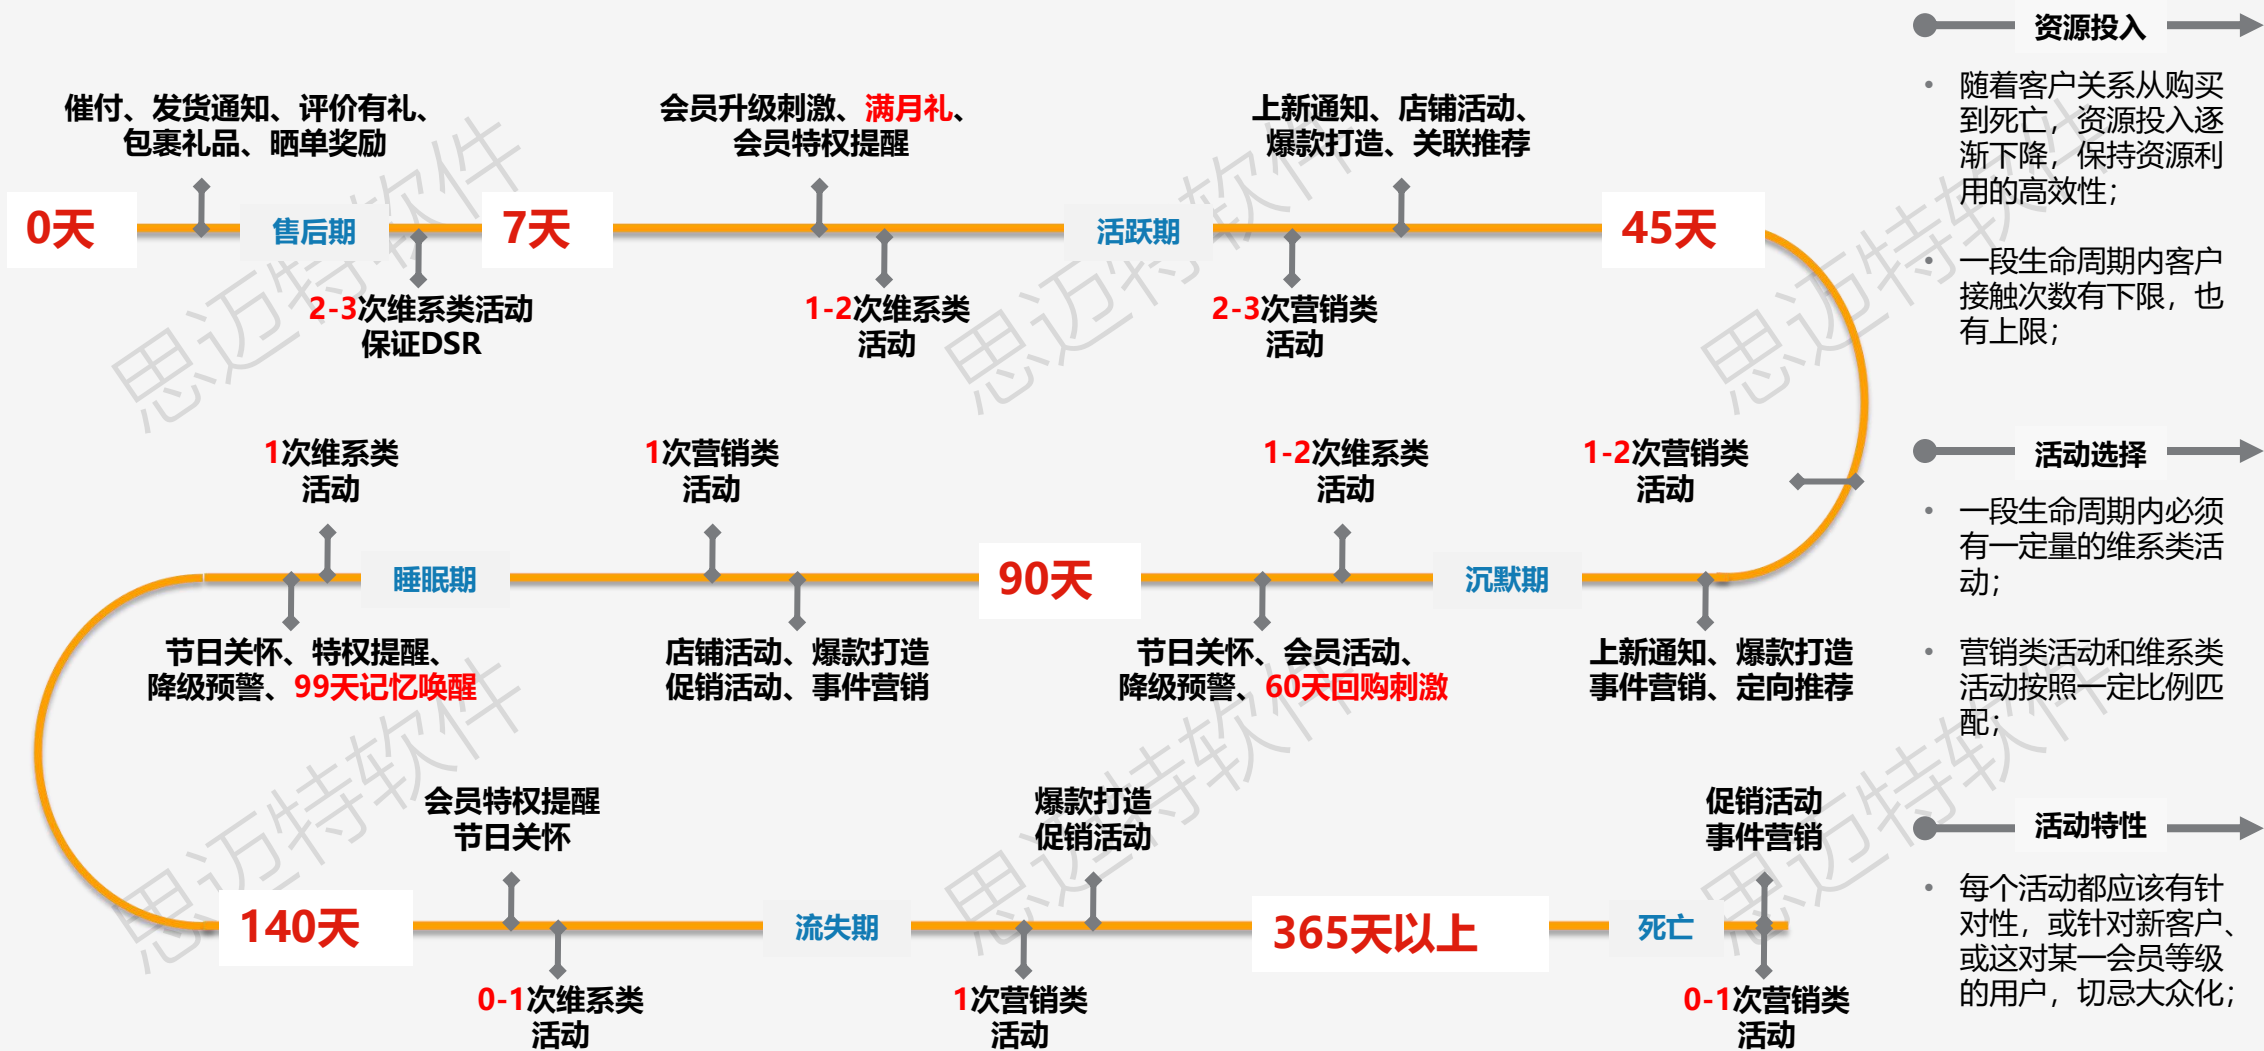 催付、发货通知、评价有礼、
包裹礼品、晒单奖励
会员升级刺激、满月礼、
会员特权提醒
上新通知、店铺活动、
爆款打造、关联推荐
0天
售后期
7天
活跃期
45天
2-3次维系类活动
保证DSR
1-2次维系类
活动
2-3次营销类
活动
1次维系类
活动
1次营销类
活动
1-2次维系类
活动
1-2次营销类
活动
睡眠期
90天
沉默期
节日关怀、特权提醒、
降级预警、99天记忆唤醒
店铺活动、爆款打造
促销活动、事件营销
节日关怀、会员活动、
降级预警、60天回购刺激
上新通知、爆款打造
事件营销、定向推荐
会员特权提醒
节日关怀
爆款打造
促销活动
促销活动
事件营销
140天
流失期
365天以上
死亡
0-1次维系类
活动
1次营销类
活动
0-1次营销类
活动
资源投入
• 随着客户关系从购买
到死亡，资源投入逐
渐下降，保持资源利
用的高效性；
• 一段生命周期内客户
接触次数有下限，也
有上限；
活动选择
• 一段生命周期内必须
有一定量的维系类活
动；
• 营销类活动和维系类
活动按照一定比例匹
配；
活动特性
• 每个活动都应该有针
对性，或针对新客户、
或这对某一会员等级
的用户，切忌大众化；
思迈特软件
思迈特软件
思迈特软件
思迈特软件
思迈特软件
思迈特软件